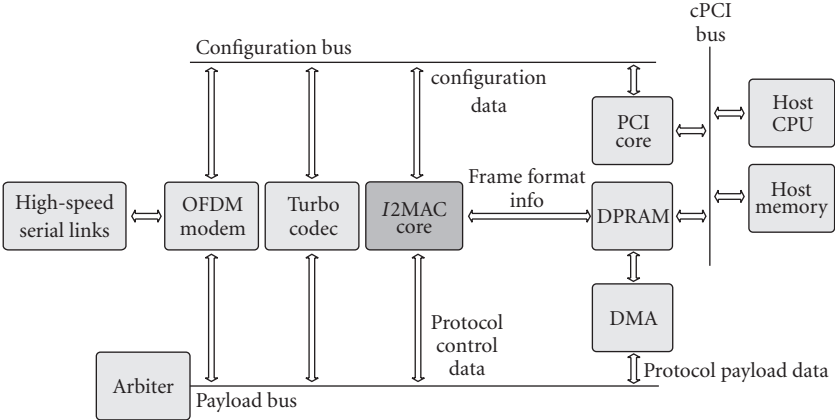 cPCI
bus
Configuration bus
configuration
data
Host
CPU
PCI
core
Frame format
info
High-speed
serial links
OFDM
modem
Turbo
codec
I2MAC
core
DPRAM
Host
memory
DMA
Protocol
control
data
Arbiter
Payload bus
Protocol payload data